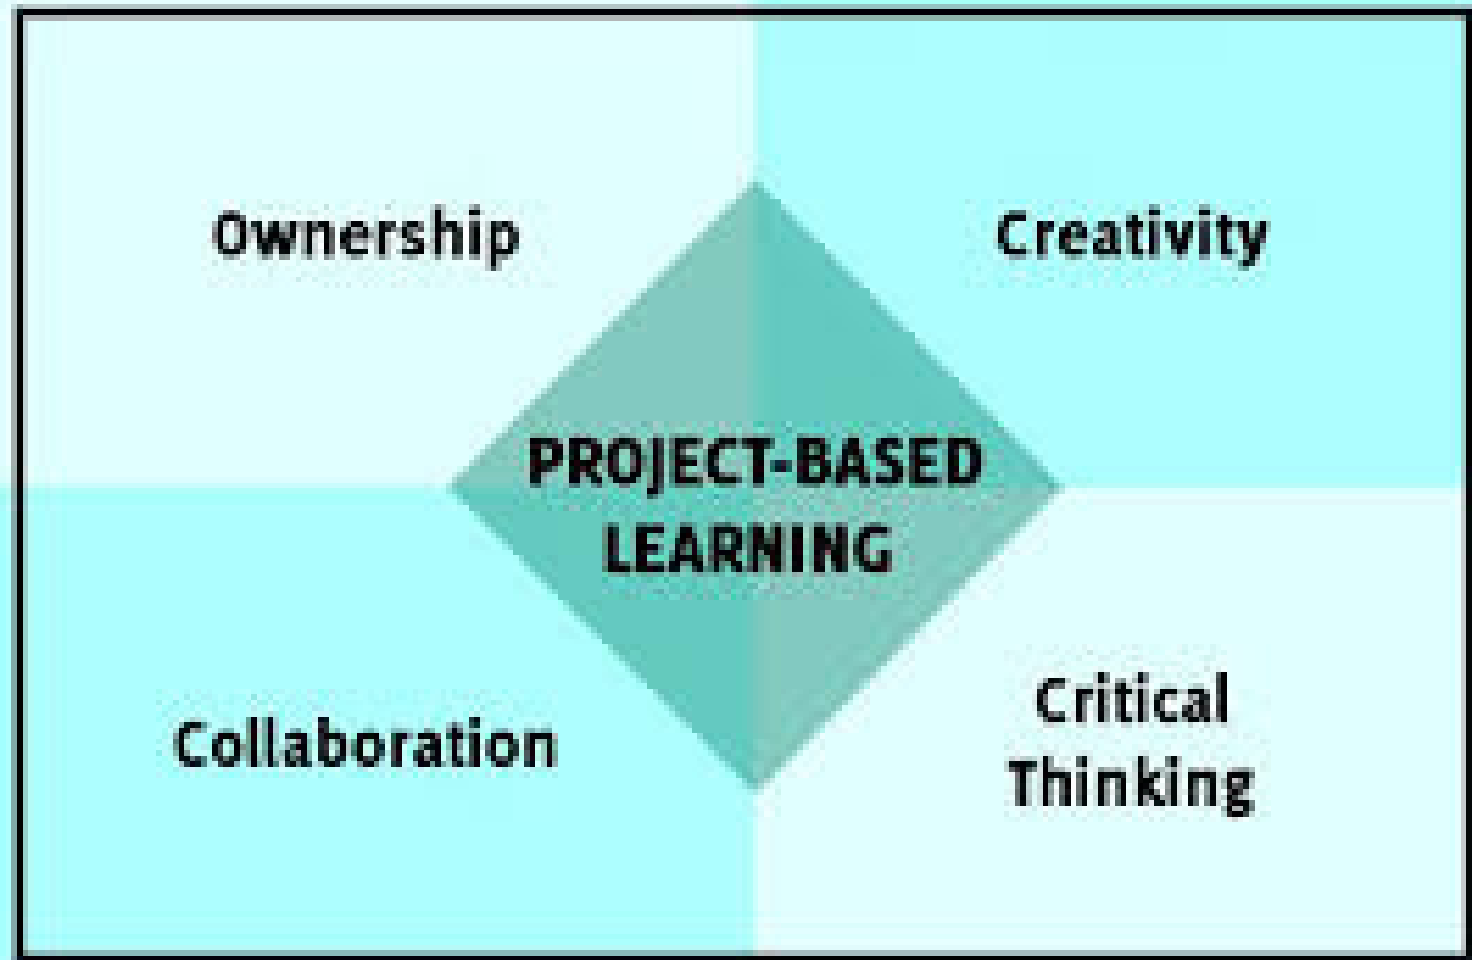 Ownership
Creativity
PROJECT-BASED
LEARNING
Collaboration
Critical
Thinking